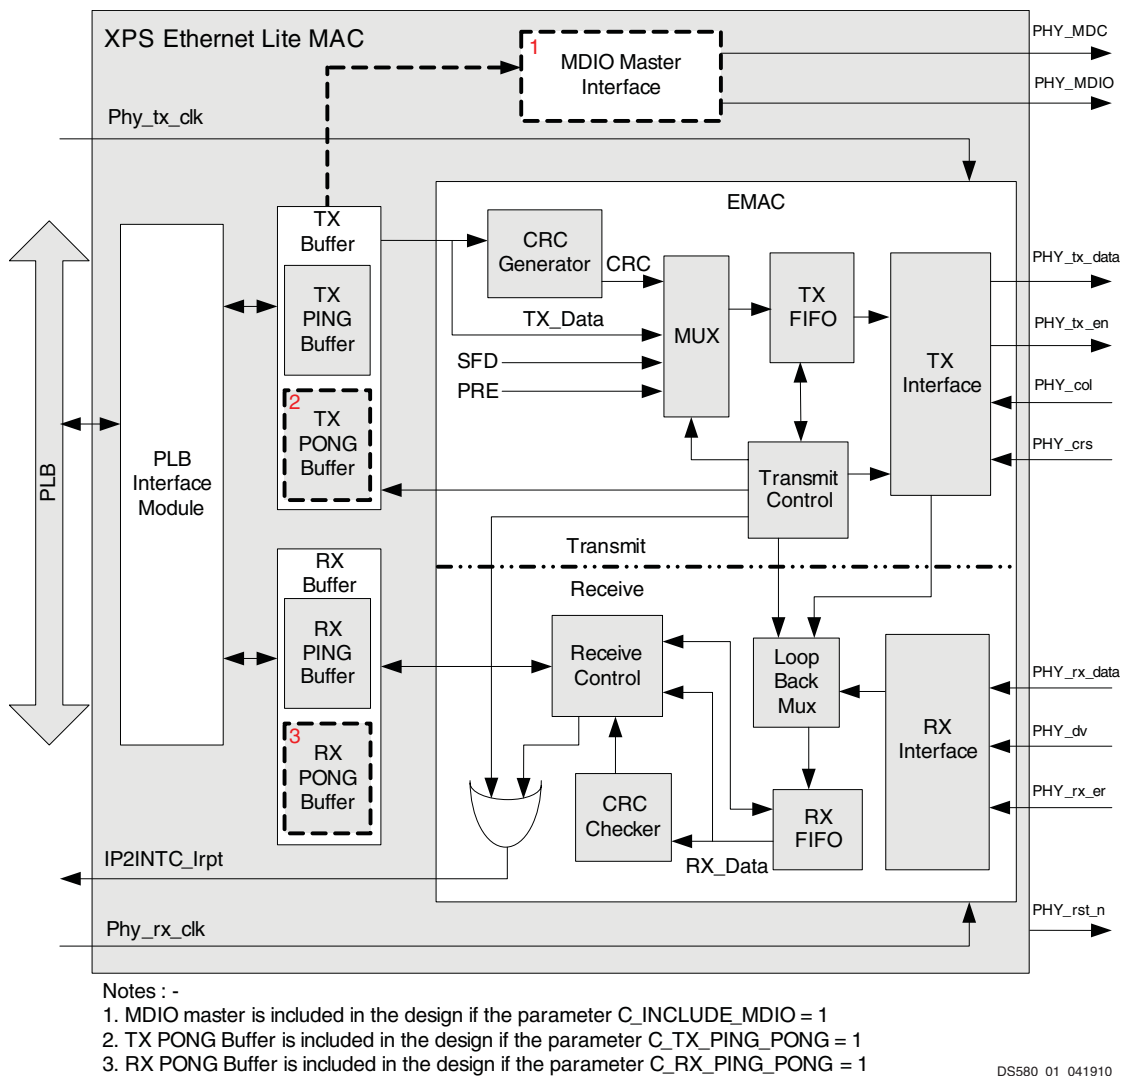 XPS Ethernet Lite MAC
1
MDIO Master
Interface
PHY_MDC
PHY_MDIO
Phy_tx_clk
EMAC
TX
Buffer
TX
PING
Buffer
2
TX
PONG
Buffer
CRC
Generator
CRC
TX_Data
SFD
PRE
MUX
TX
FIFO
TX
Interface
PHY_tx_data
PHY_tx_en
PHY_col
PHY_crs
Transmit
Control
PLB
PLB
Interface
Module
Transmit
Receive
RX
Buffer
RX
PING
Buffer
3
RX
PONG
Buffer
Receive
Control
Loop
Back
Mux
RX
Interface
PHY_rx_data
PHY_dv
PHY_rx_er
CRC
Checker
RX_Data
RX
FIFO
IP2INTC_Irpt
Phy_rx_clk
PHY_rst_n
Notes : -
1. MDIO master is included in the design if the parameter C_INCLUDE_MDIO = 1
2. TX PONG Buffer is included in the design if the parameter C_TX_PING_PONG = 1
3. RX PONG Buffer is included in the design if the parameter C_RX_PING_PONG = 1
DS580_01_041910